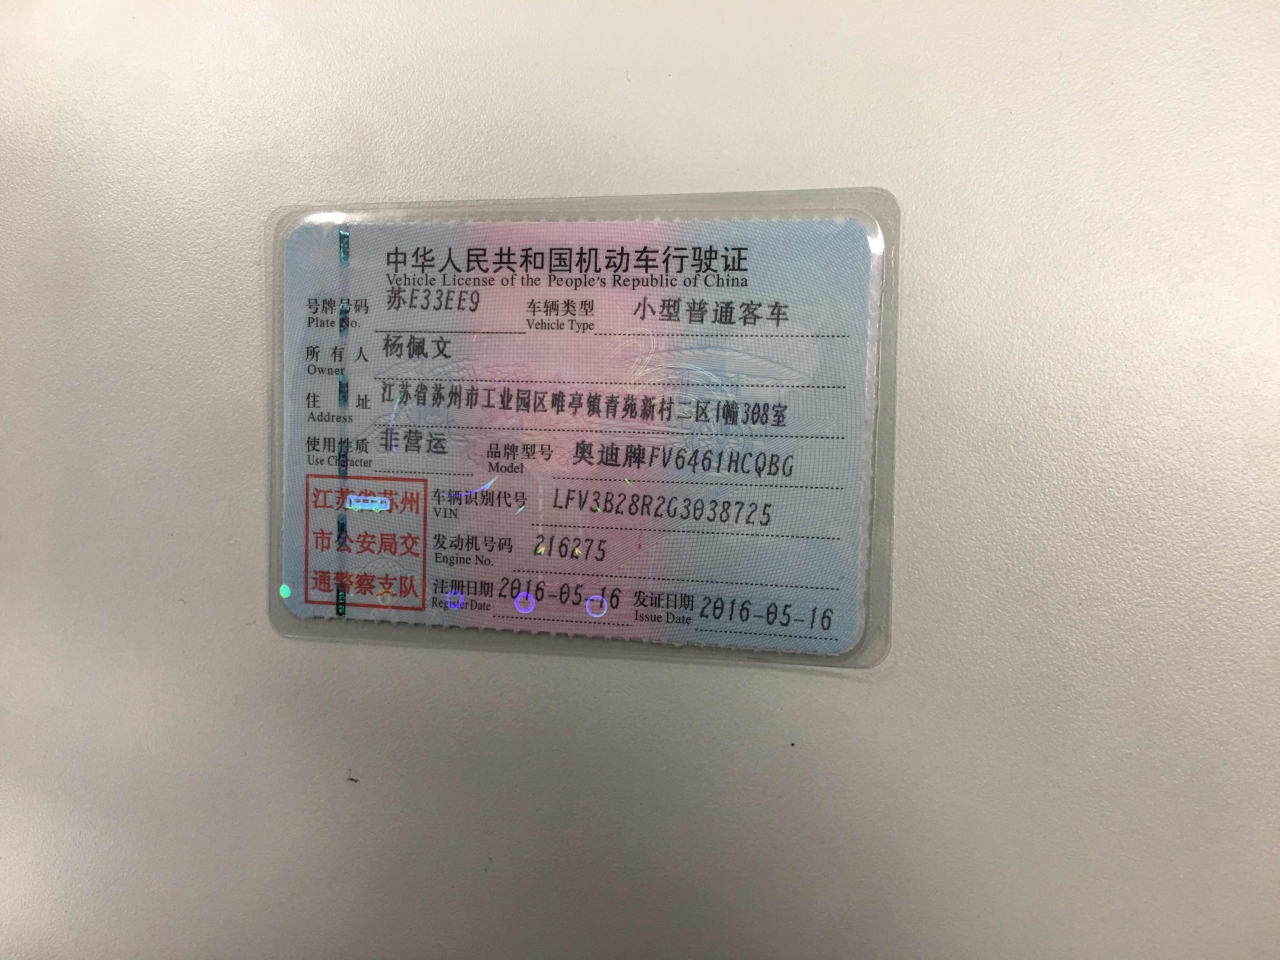 中华人民共和国机动车行驶证
Vehicle License of the People's Republic of China
号牌号码 苏E33EE9 车辆类型 小型普通客车
Plate No. Vehicle Type
所有人 杨佩文
Owner
住址 江苏省苏州市工业园区唯亭镇青苑新村二区1幢308室
Address
使用性质 非营运 品牌型号 奥迪牌FV6461HCQBG
Use Character Model
江苏省苏州
市公安局交
通警察支队
车辆识别代号 LFV3B28R2G3038725
VIN
发动机号码 216275
Engine No.
注册日期 2016-05-16 发证日期 2016-05-16
Register Date Issue Date